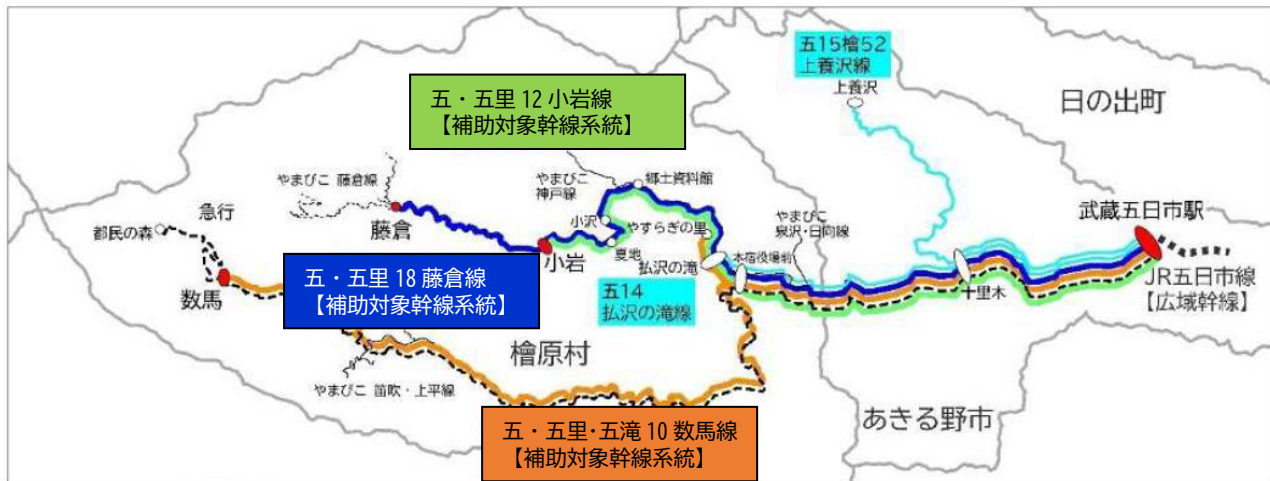 五15檜52
上養沢線
上養沢
日の出町
五・五里 12 小岩線
【補助対象幹線系統】
やまびこ 藤倉線
急行
都民の森
数馬
藤倉
小岩
やまびこ
神戸線
郷土資料館
小沢
やすらぎの里
夏地
払沢の滝
本宿役場前
やまびこ
泉沢・日向線
武蔵五日市駅
十里木
JR五日市線
【広域幹線】
五・五里 18 藤倉線
【補助対象幹線系統】
五14
払沢の滝線
檜原村
やまびこ 笛吹・上平線
五・五里・五滝 10 数馬線
【補助対象幹線系統】
あきる野市